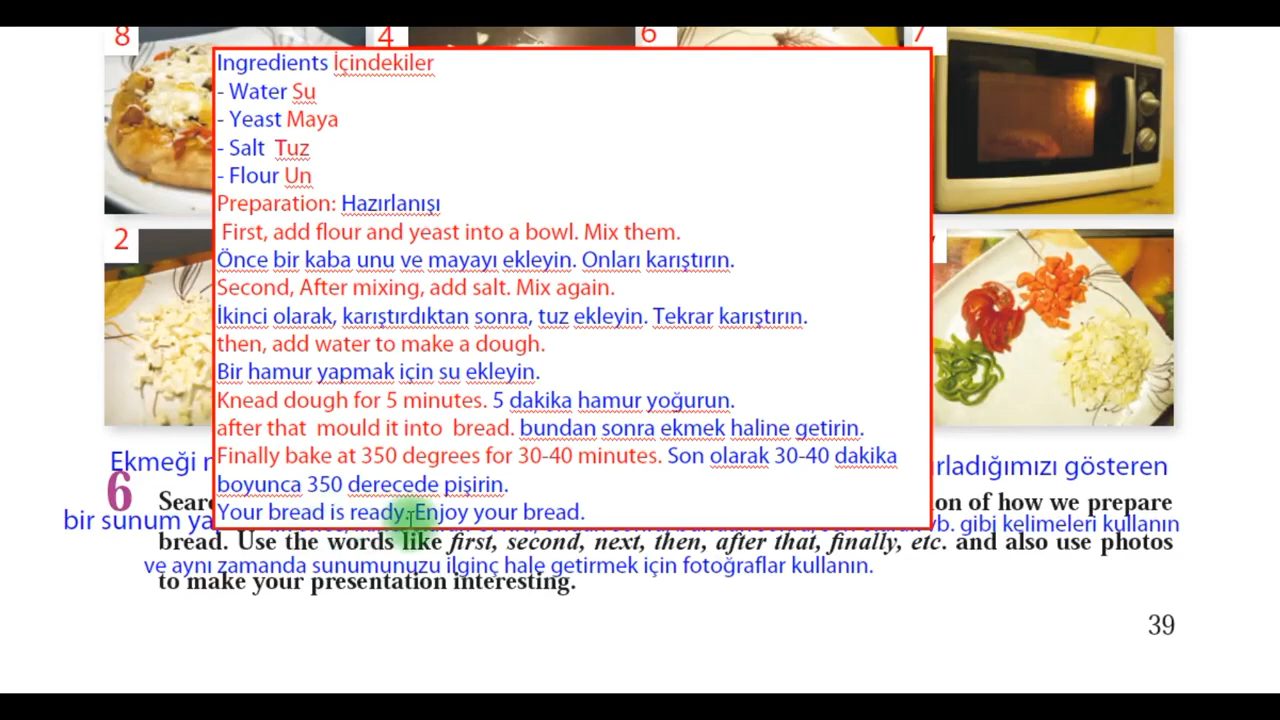 8 4 6 7
Ingredients İçindekiler
- Water Su
- Yeast Maya
- Salt Tuz
- Flour Un
Preparation: Hazırlanışı
First, add flour and yeast into a bowl. Mix them.
Önce bir kaba unu ve mayayı ekleyin. Onları karıştırın.
2
Second, After mixing, add salt. Mix again.
İkinci olarak, karıştırdıktan sonra, tuz ekleyin. Tekrar karıştırın.
then, add water to make a dough.
Bir hamur yapmak için su ekleyin.
Knead dough for 5 minutes. 5 dakika hamur yoğurun.
after that mould it into bread. bundan sonra ekmek haline getirin.
Finally bake at 350 degrees for 30-40 minutes. Son olarak 30-40 dakika
boyunca 350 derecede pişirin.
Your bread is ready. Enjoy your bread.
Ekmeği
6 on of how we prepare
bir sunum vb. gibi kelimeleri kullanın
bread. Use the words like first, second, next, then, after that, finally, etc. and also use photos
ve aynı zamanda sunumunuzu ilginç hale getirmek için fotoğraflar kullanın.
to make your presentation interesting.
39